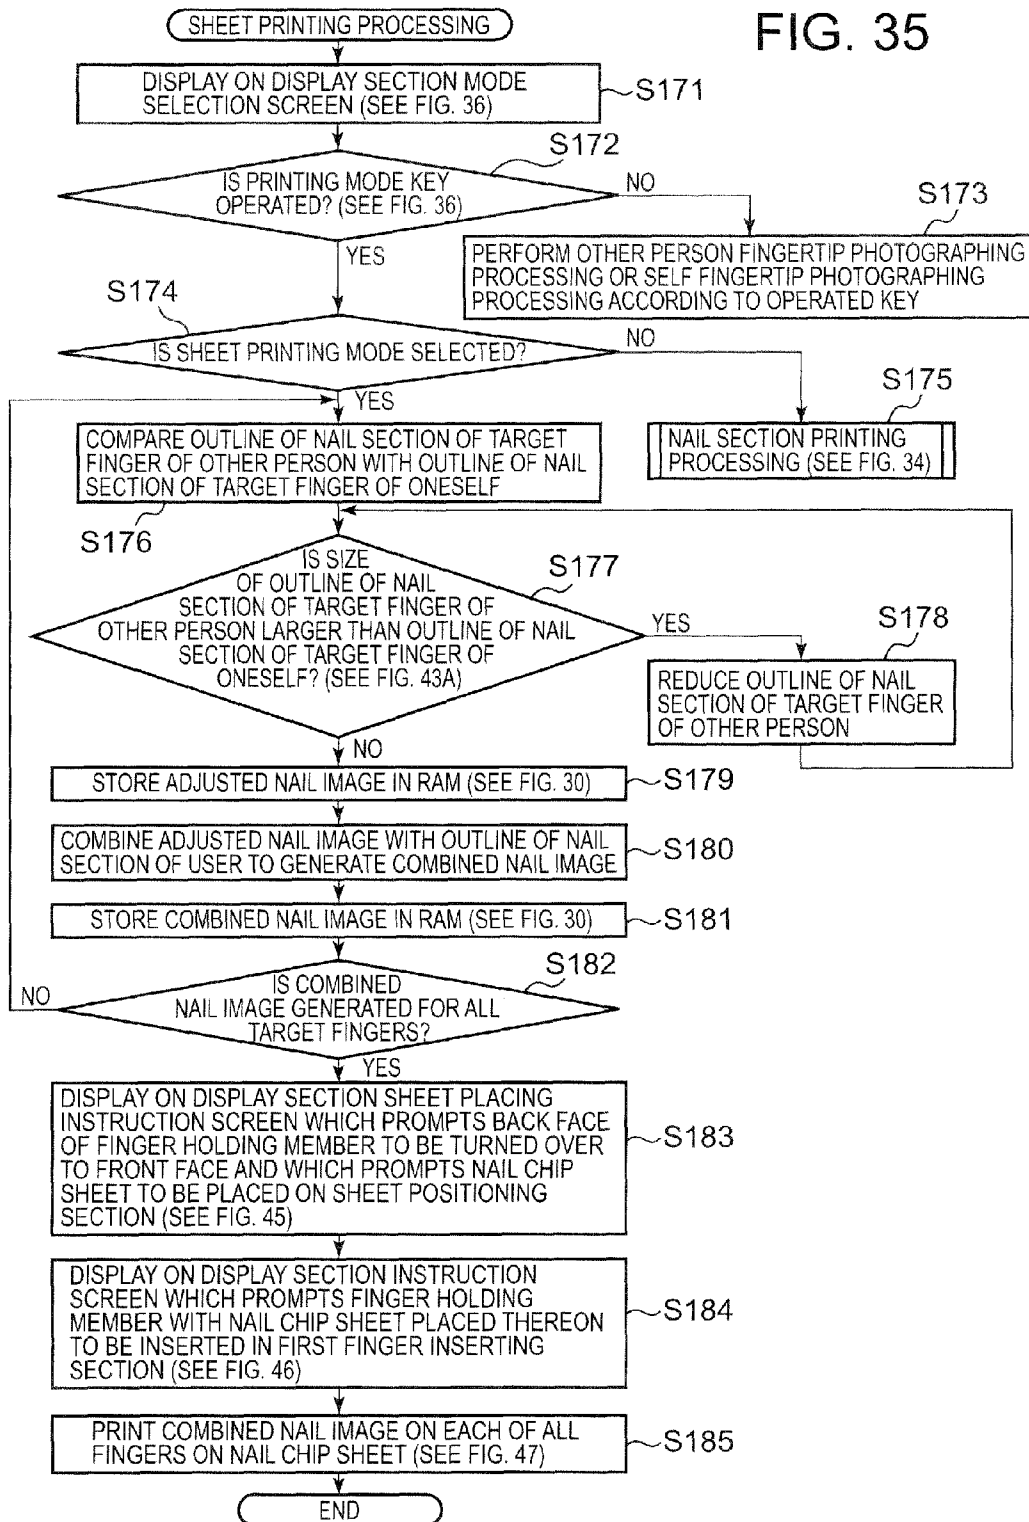 FIG. 35
SHEET PRINTING PROCESSING
DISPLAY ON DISPLAY SECTION MODE
SELECTION SCREEN (SEE FIG. 36)
S171
S172
IS PRINTING MODE KEY
OPERATED? (SEE FIG. 36)
NO
YES
S173
PERFORM OTHER PERSON FINGERTIP PHOTOGRAPHING
PROCESSING OR SELF FINGERTIP PHOTOGRAPHING
PROCESSING ACCORDING TO OPERATED KEY
S174
IS SHEET PRINTING MODE SELECTED?
NO
YES
S175
NAIL SECTION PRINTING
PROCESSING (SEE FIG. 34)
COMPARE OUTLINE OF NAIL SECTION OF TARGET
FINGER OF OTHER PERSON WITH OUTLINE OF NAIL
SECTION OF TARGET FINGER OF ONESELF
S176
IS SIZE
OF OUTLINE OF NAIL
SECTION OF TARGET FINGER OF
OTHER PERSON LARGER THAN OUTLINE OF NAIL
SECTION OF TARGET FINGER OF
ONESELF? (SEE FIG. 43A)
S177
YES
NO
S178
REDUCE OUTLINE OF NAIL
SECTION OF TARGET FINGER
OF OTHER PERSON
STORE ADJUSTED NAIL IMAGE IN RAM (SEE FIG. 30)
S179
COMBINE ADJUSTED NAIL IMAGE WITH OUTLINE OF NAIL
SECTION OF USER TO GENERATE COMBINED NAIL IMAGE
S180
STORE COMBINED NAIL IMAGE IN RAM (SEE FIG. 30)
S181
S182
IS COMBINED
NAIL IMAGE GENERATED FOR ALL
TARGET FINGERS?
NO
YES
DISPLAY ON DISPLAY SECTION SHEET PLACING
INSTRUCTION SCREEN WHICH PROMPTS BACK FACE
OF FINGER HOLDING MEMBER TO BE TURNED OVER
TO FRONT FACE AND WHICH PROMPTS NAIL CHIP
SHEET TO BE PLACED ON SHEET POSITIONING
SECTION (SEE FIG. 45)
S183
DISPLAY ON DISPLAY SECTION INSTRUCTION
SCREEN WHICH PROMPTS FINGER HOLDING
MEMBER WITH NAIL CHIP SHEET PLACED THEREON
TO BE INSERTED IN FIRST FINGER INSERTING
SECTION (SEE FIG. 46)
S184
PRINT COMBINED NAIL IMAGE ON EACH OF ALL
FINGERS ON NAIL CHIP SHEET (SEE FIG. 47)
S185
END